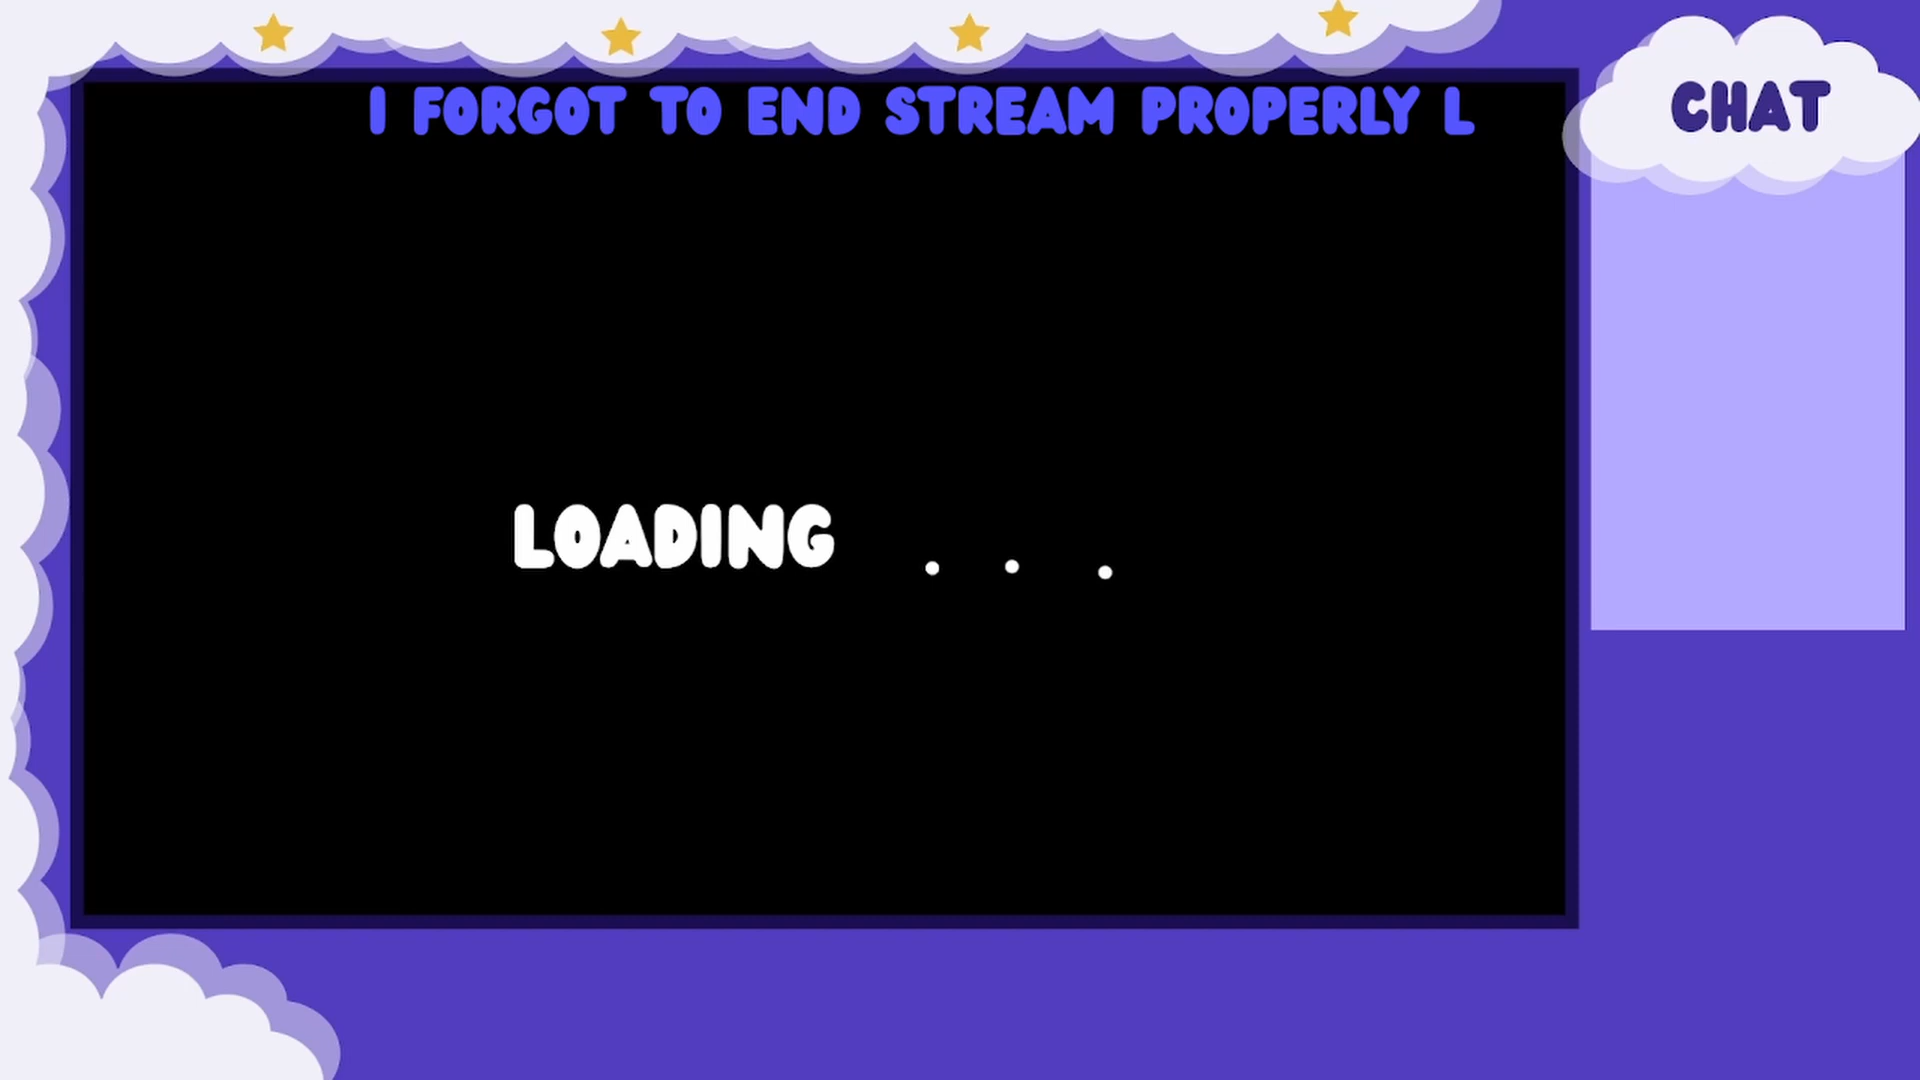 I FORGOT TO END STREAM PROPERLY L
CHAT
LOADING . . .